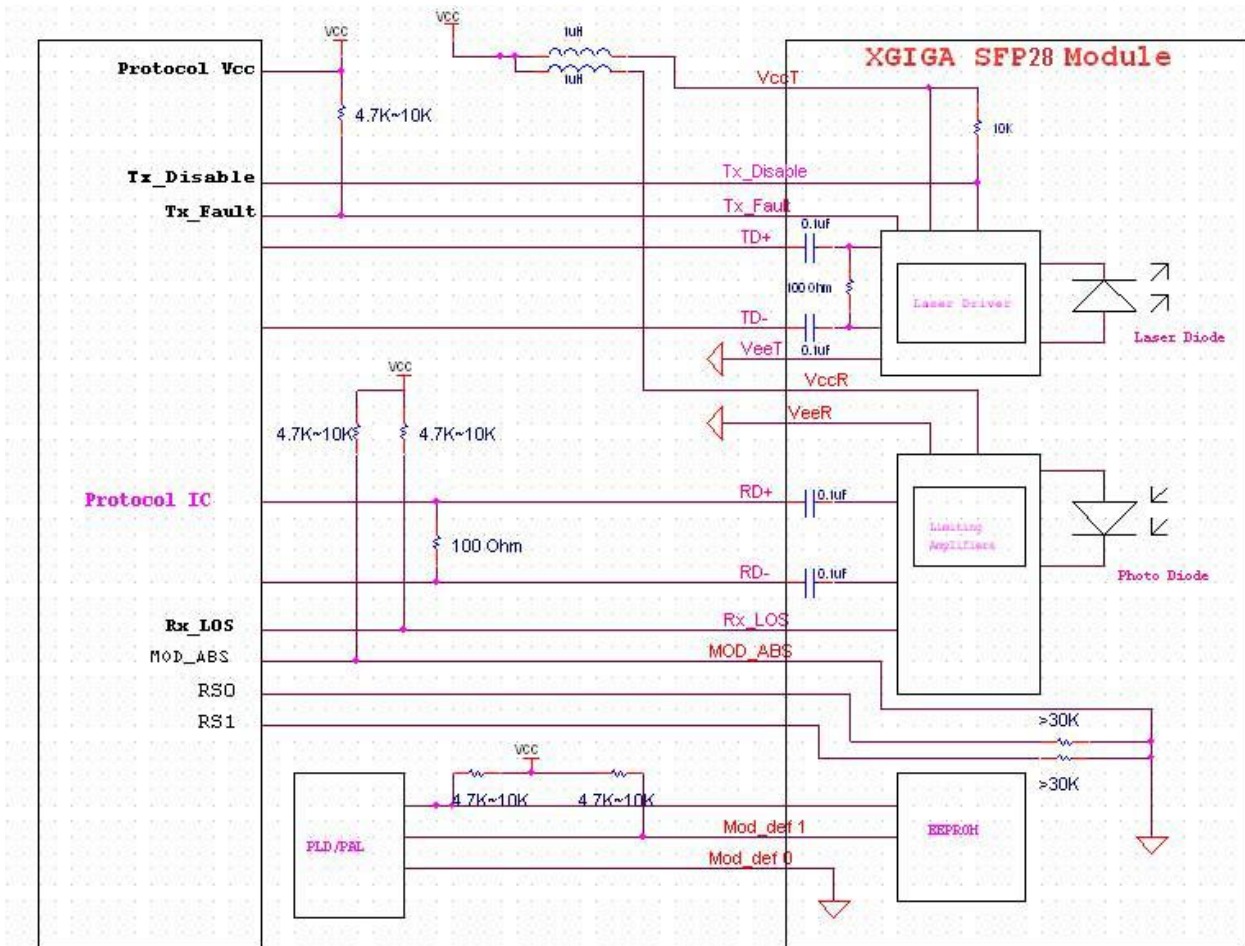 VCC
VCC
1uH
1uH
XGIGA SFP28 Module
Protocol Vcc
VccT
4.7K~10K
10K
Tx_Disable
Tx_Disable
Tx_Fault
Tx_Fault
0.1uF
TD+
100 Ohm
Laser Driver
TD-
Laser Diode
VeeT
0.1uF
VCC
VccR
VeeR
4.7K~10K
4.7K~10K
Protocol IC
RD+
0.1uF
Limiting
Amplifiers
100 Ohm
RD-
0.1uF
Photo Diode
Rx_LOS
Rx_LOS
MOD_ABS
MOD_ABS
RS0
RS1
>30K
VCC
>30K
4.7K~10K
4.7K~10K
PLD/PAL
Mod_def 1
EEPROM
Mod_def 0